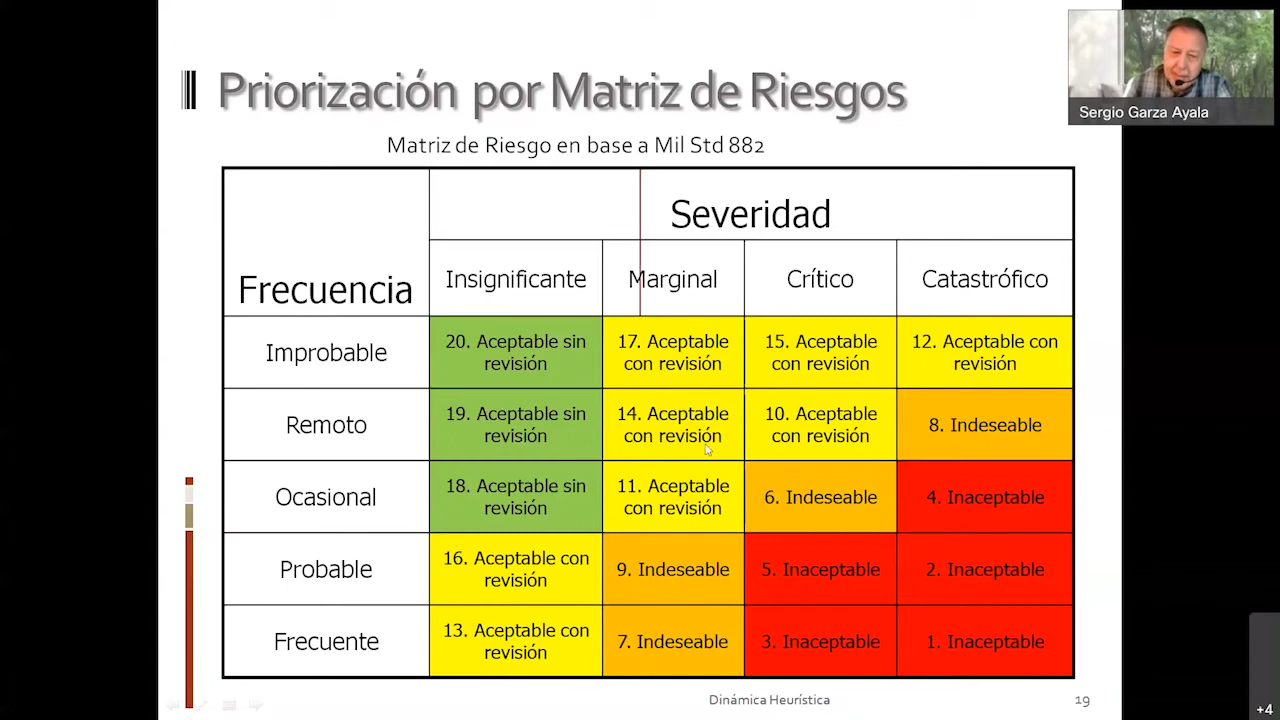 Priorización por Matriz de Riesgos
Sergio Garza Ayala
Matriz de Riesgo en base a Mil Std 882
Frecuencia
Severidad
Insignificante
Marginal
Crítico
Catastrófico
Improbable
20. Aceptable sin
revisión
17. Aceptable
con revisión
15. Aceptable
con revisión
12. Aceptable con
revisión
Remoto
19. Aceptable sin
revisión
14. Aceptable
con revisión
10. Aceptable
con revisión
8. Indeseable
Ocasional
18. Aceptable sin
revisión
11. Aceptable
con revisión
6. Indeseable
4. Inaceptable
Probable
16. Aceptable con
revisión
9. Indeseable
5. Inaceptable
2. Inaceptable
Frecuente
13. Aceptable con
revisión
7. Indeseable
3. Inaceptable
1. Inaceptable
Dinámica Heurística
19
+4